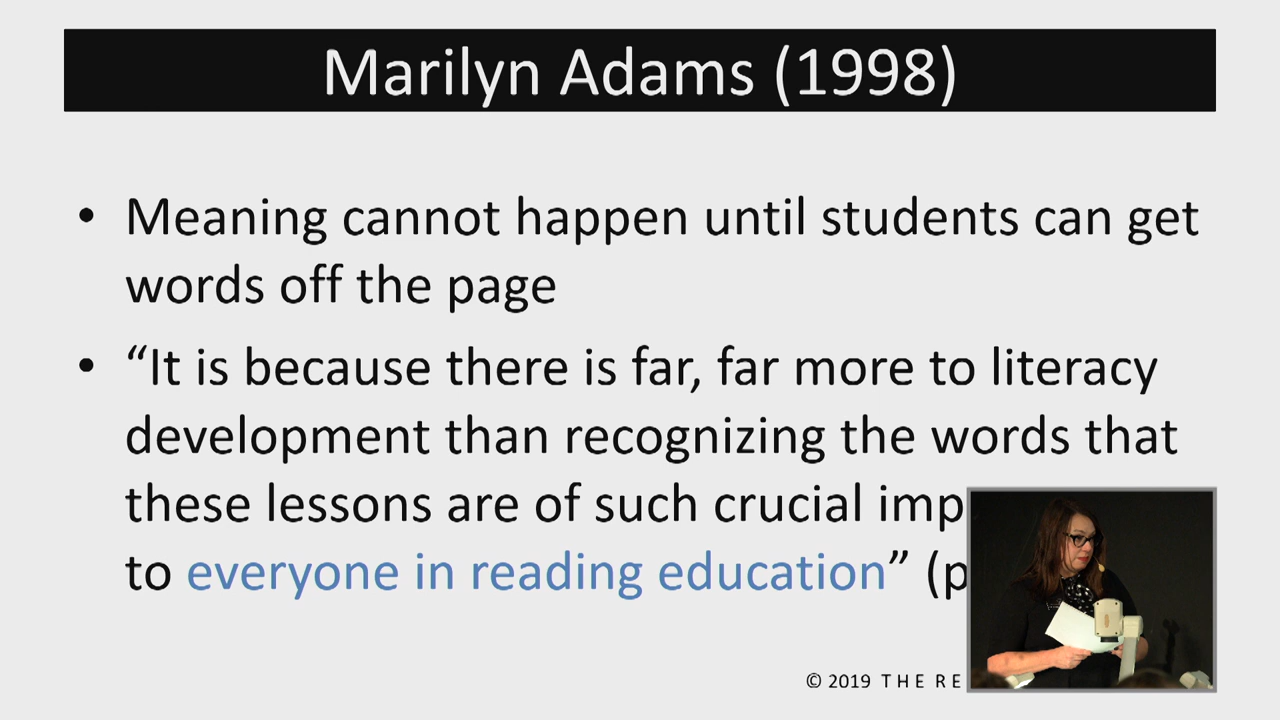 Marilyn Adams (1998)
• Meaning cannot happen until students can get
words off the page
• “It is because there is far, far more to literacy
development than recognizing the words that
these lessons are of such crucial
to everyone in reading education”
© 2019 THE